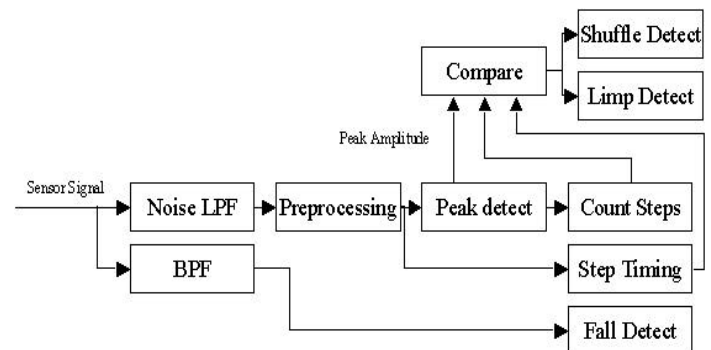 Shuffle Detect
Compare
Limp Detect
Peak Amplitude
Sensor Signal
Noise LPF
Preprocessing
Peak detect
Count Steps
BPF
Step Timing
Fall Detect